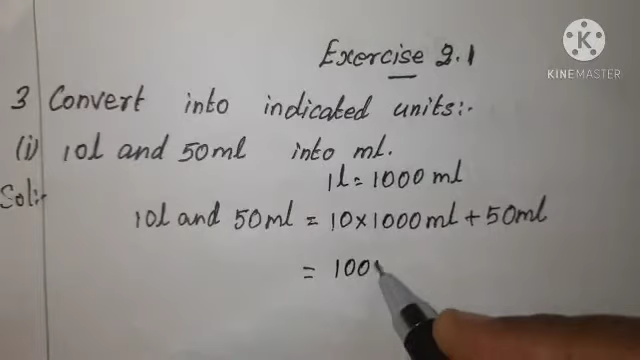 Exercise 2.1
KINEMASTER
3 Convert into indicated units:-
(i) 10l and 50ml into ml.
1l = 1000 ml
Sol:-
10l and 50ml = 10×1000ml + 50ml
= 100